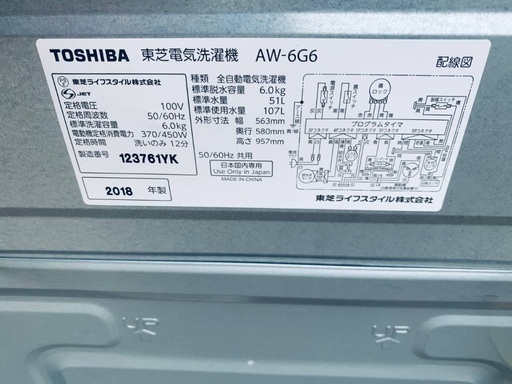 TOSHIBA 東芝電気洗濯機 AW-6G6
配線図
東芝ライフスタイル株式会社
JET
定格電圧 100V
定格周波数 50/60Hz
標準洗濯容量 6.0kg
電動機定格消費電力 370/450W
定格時間 洗いのみ 12分
製造番号 123761YK
2018 年製
種類 全自動電気洗濯機
標準脱水容量 6.0kg
標準水量 51L
標準使用水量 107L
外形寸法 幅 563mm
奥行 580mm
高さ 957mm
50/60Hz 共用
日本国内専用
Use Only in Japan
MADE IN CHINA
ロック
プログラムタイマ
東芝ライフスタイル株式会社
UR
UR